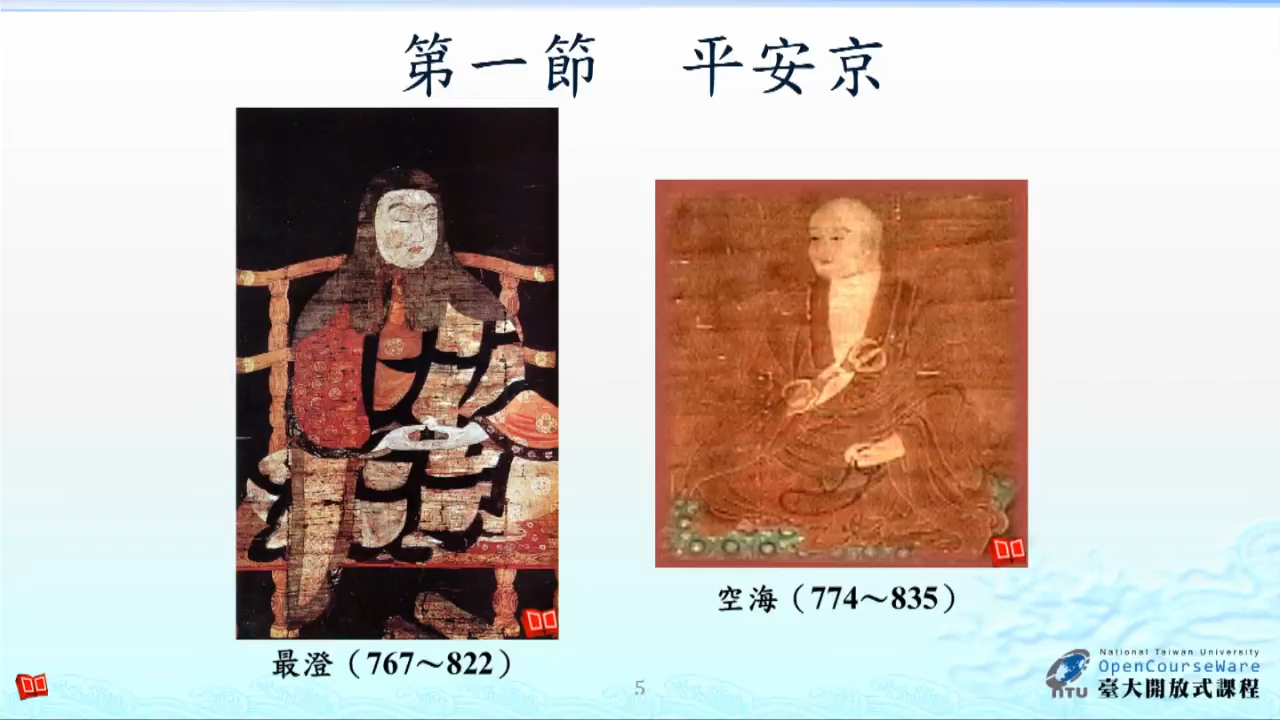 第一節　平安京
最澄（767～822）
空海（774～835）
5
National Taiwan University
OpenCourseWare
臺大開放式課程
NTU